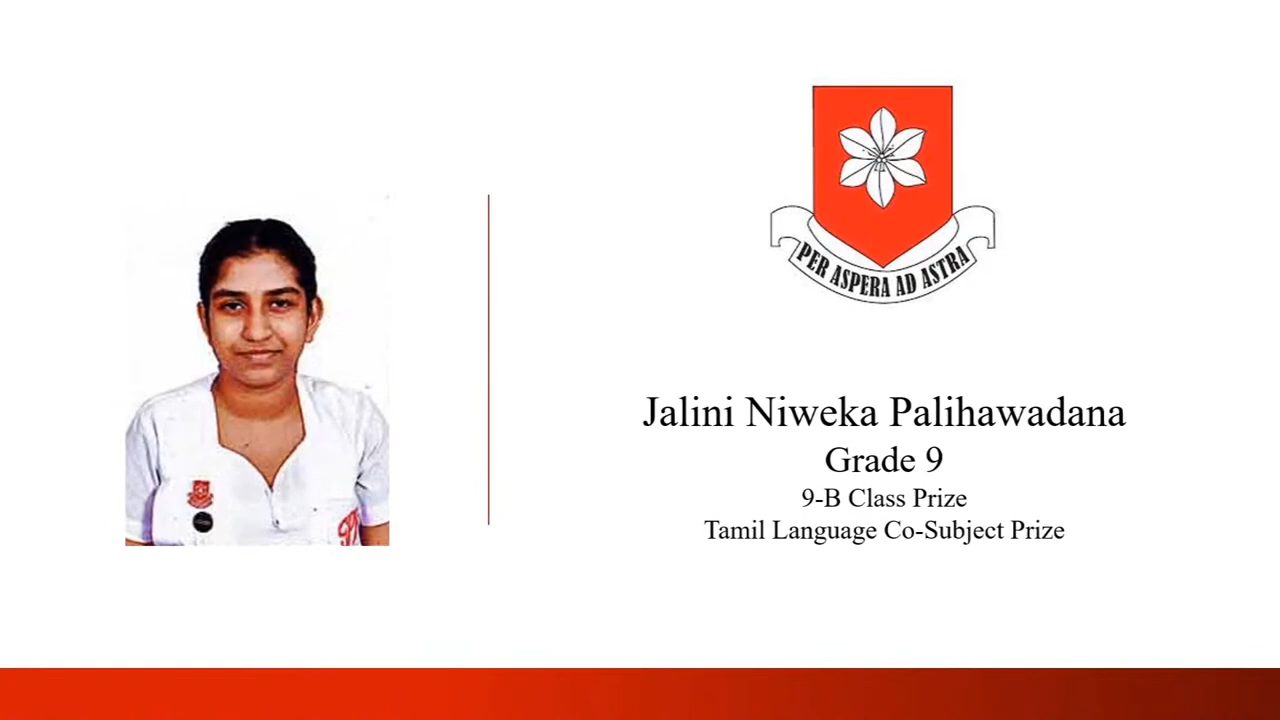 PER ASPERA AD ASTRA
Jalini Niweka Palihawadana
Grade 9
9-B Class Prize
Tamil Language Co-Subject Prize